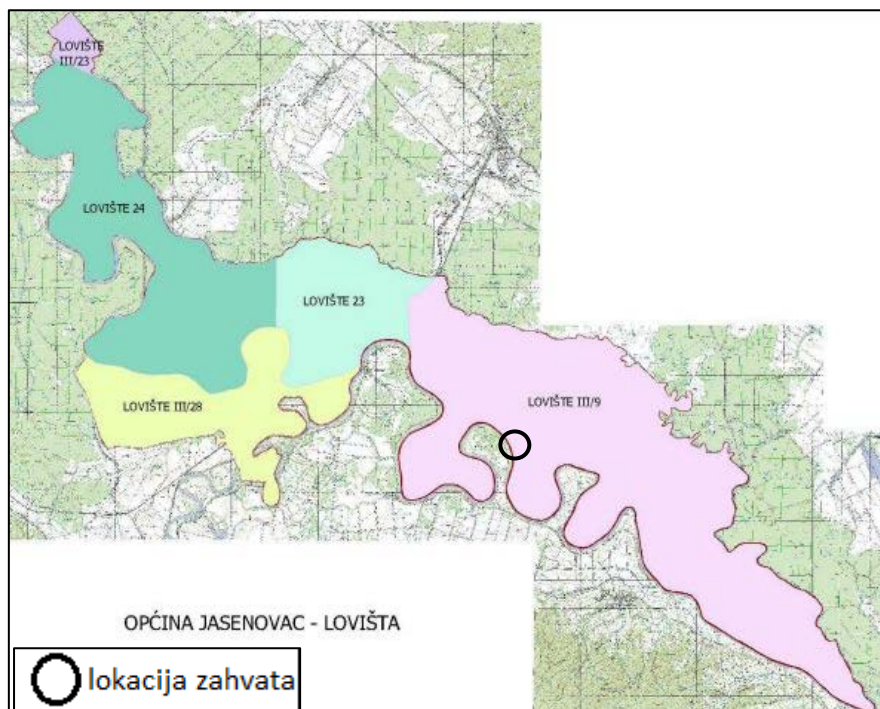 LOVIŠTE
III/23
LOVIŠTE 24
LOVIŠTE 23
LOVIŠTE III/28
LOVIŠTE III/9
OPĆINA JASENOVAC - LOVIŠTA
lokacija zahvata